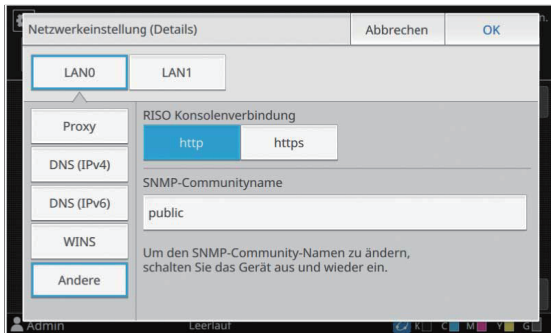 Netzwerkeinstellung (Details)
Abbrechen
OK
LAN0
LAN1
Proxy
DNS (IPv4)
DNS (IPv6)
WINS
Andere
RISO Konsolenverbindung
http
https
SNMP-Communityname
public
Um den SNMP-Community-Namen zu ändern,
schalten Sie das Gerät aus und wieder ein.
Admin
Leerlauf
K C M Y G